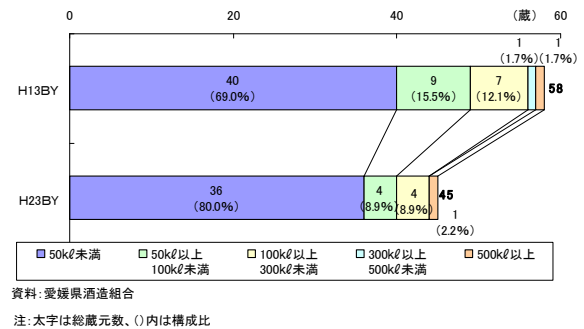 0 20 40 (蔵) 60
1 1
(1.7%) (1.7%)
H13BY 40 9 7 58
(69.0%) (15.5%) (12.1%)
H23BY 36 4 4 45
(80.0%) (8.9%) (8.9%) 1
(2.2%)
50kℓ未満 50kℓ以上 100kℓ以上 300kℓ以上 500kℓ以上
100kℓ未満 300kℓ未満 500kℓ未満
資料:愛媛県酒造組合
注:太字は総蔵元数、()内は構成比